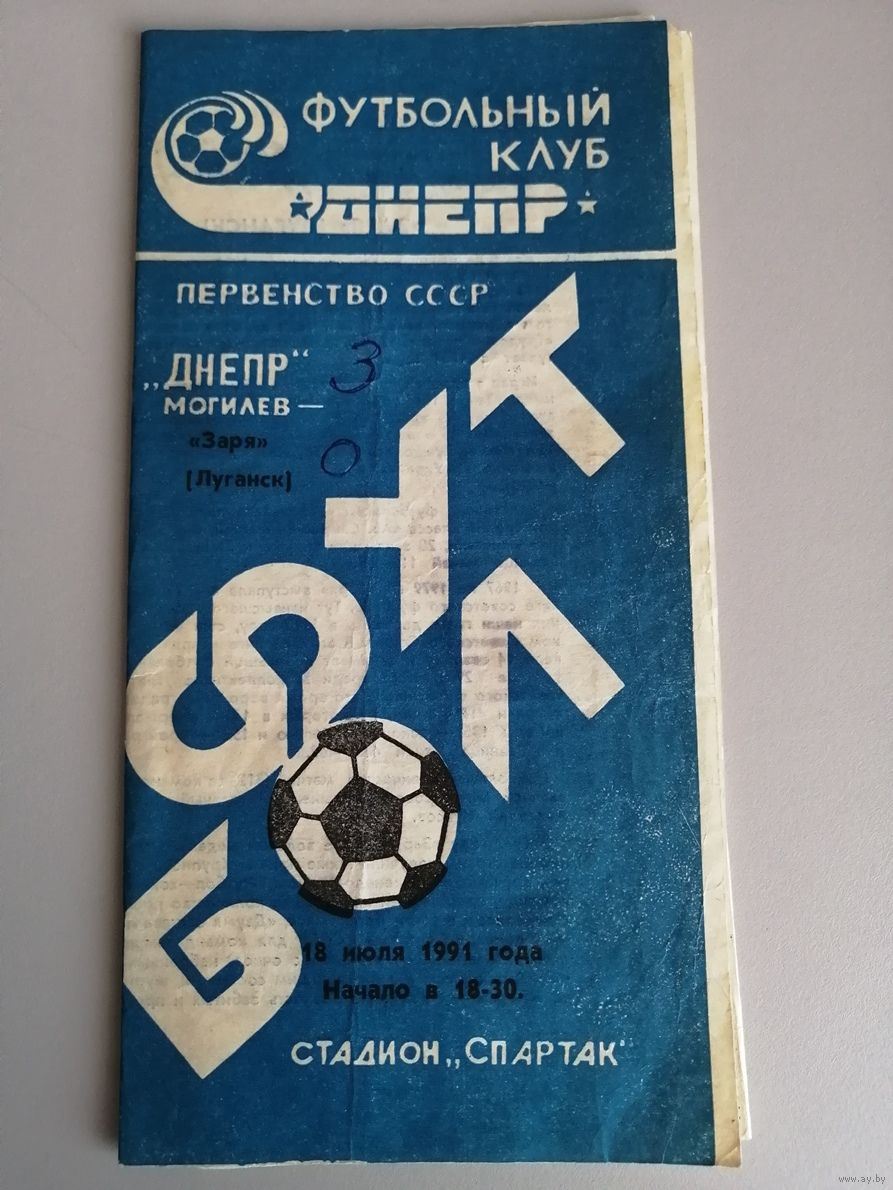 ФУТБОЛЬНЫЙ
КЛУБ
ДНЕПР
ПЕРВЕНСТВО СССР
„ДНЕПР“ 3
МОГИЛЕВ —
«Заря» 0
(Луганск)
18 июля 1991 года
Начало в 18-30.
СТАДИОН „СПАРТАК“
www.ay.by